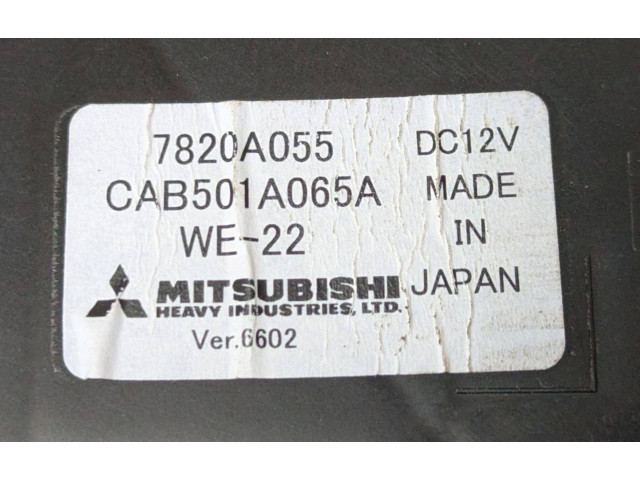 7820A055 DC12V
CAB501A065A MADE
WE-22 IN
MITSUBISHI JAPAN
HEAVY INDUSTRIES, LTD.
Ver.6602